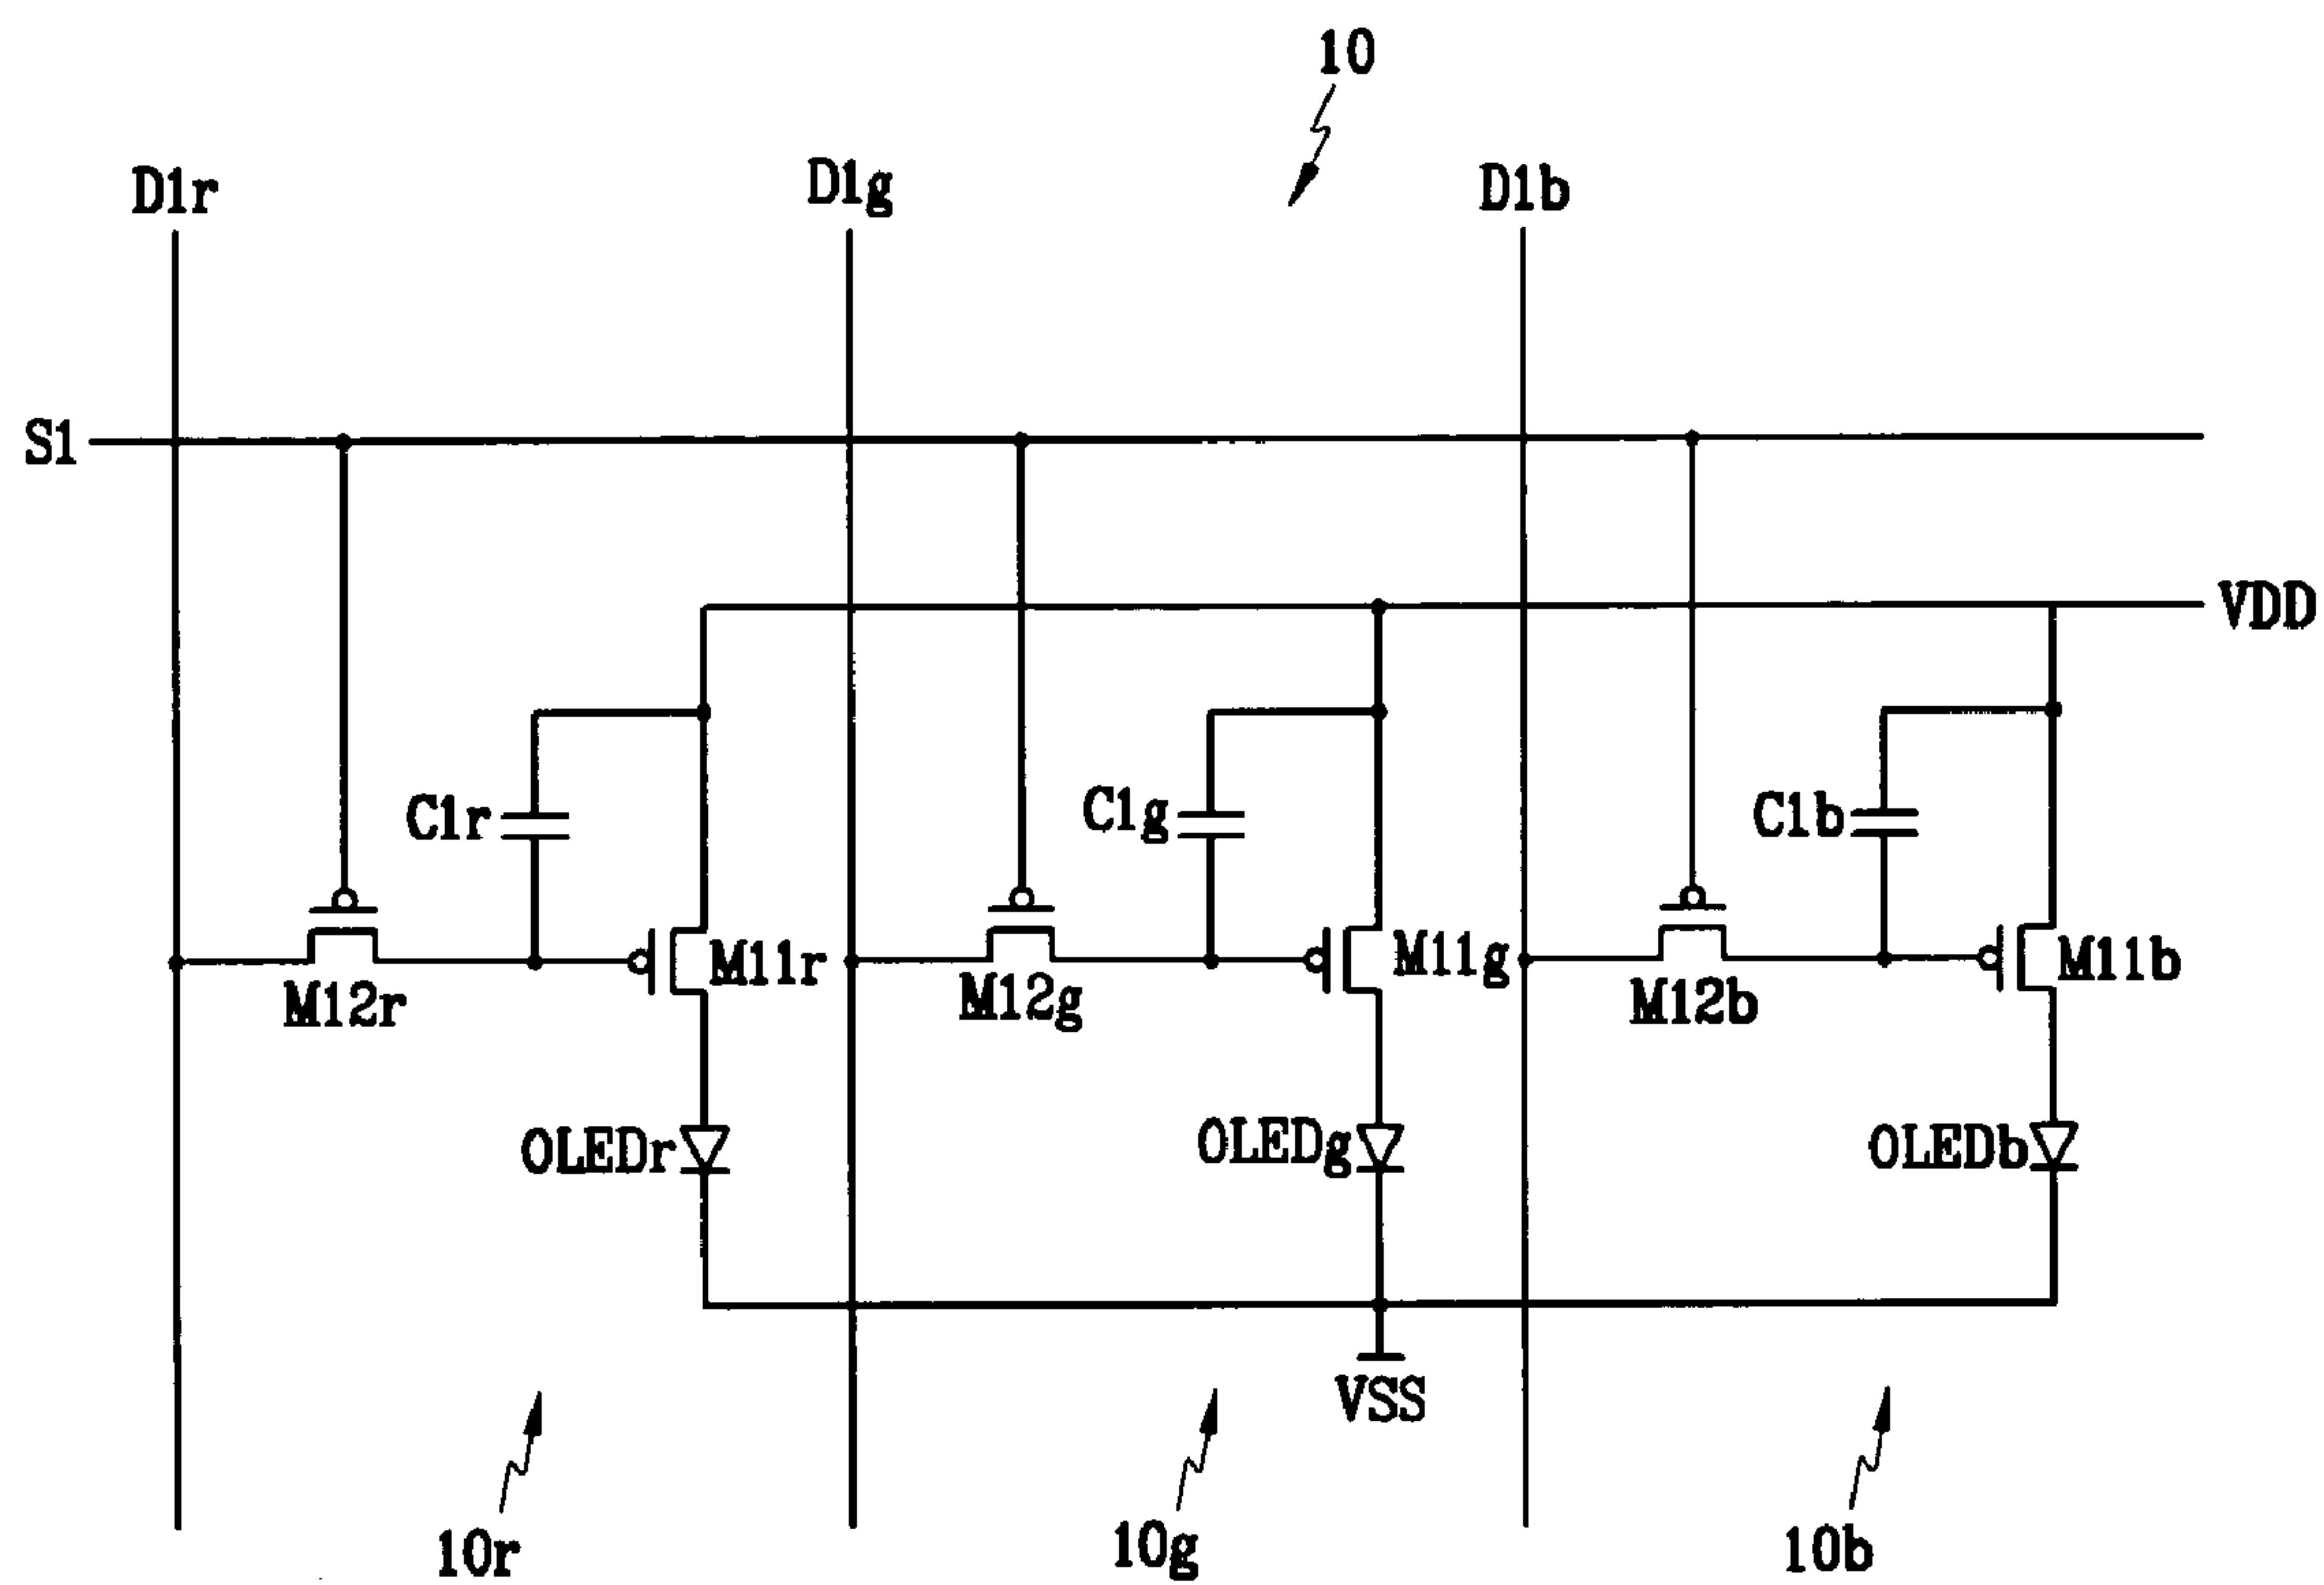 10
D1r
D1g
D1b
S1
VDD
C1r
C1g
C1b
M11r
M11g
M11b
M12r
M12g
M12b
OLEDr
OLEDg
OLEDb
VSS
10r
10g
10b